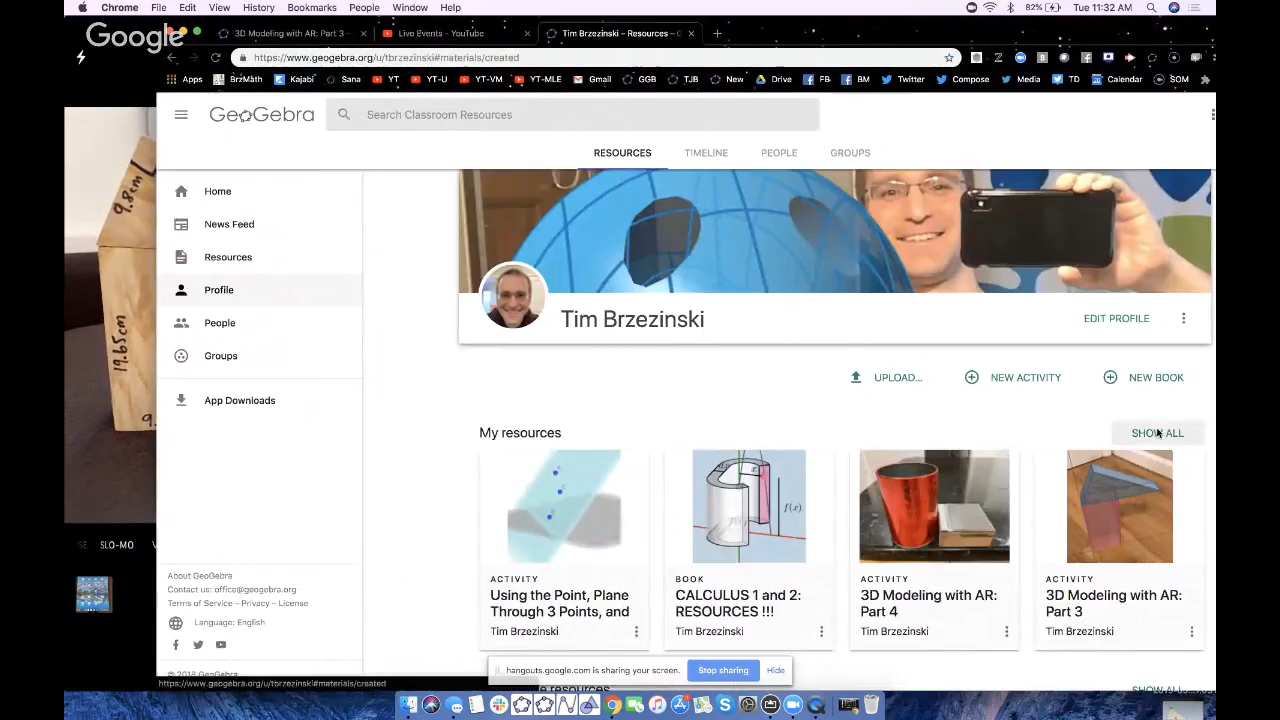 Chrome File Edit View History Bookmarks People Window Help 82% Tue 11:32 AM
Google
3D Modeling with AR: Part 3 – Live Events - YouTube Tim Brzezinski – Resources –
https://www.geogebra.org/u/tbrzezinski#materials/created
Apps BrzMath Kajabi Sana YT YT-U YT-VM YT-MLE Gmail GGB TJB New Drive FB BM Twitter Compose Media TD Calendar SOM
GeoGebra Search Classroom Resources
RESOURCES TIMELINE PEOPLE GROUPS
Home
News Feed
Resources
Profile
People
Groups
App Downloads
9.8cm
19.65cm
SLO-MO
Tim Brzezinski EDIT PROFILE
UPLOAD... NEW ACTIVITY NEW BOOK
My resources SHOW ALL
f(x)
ACTIVITY
Using the Point, Plane
Through 3 Points, and
Tim Brzezinski
BOOK
CALCULUS 1 and 2:
RESOURCES !!!
Tim Brzezinski
ACTIVITY
3D Modeling with AR:
Part 4
Tim Brzezinski
ACTIVITY
3D Modeling with AR:
Part 3
Tim Brzezinski
About GeoGebra
Contact us: office@geogebra.org
Terms of Service – Privacy – License
Language: English
© 2018 GeoGebra
hangouts.google.com is sharing your screen. Stop sharing Hide
resources SHOW ALL
https://www.geogebra.org/u/tbrzezinski#materials/created